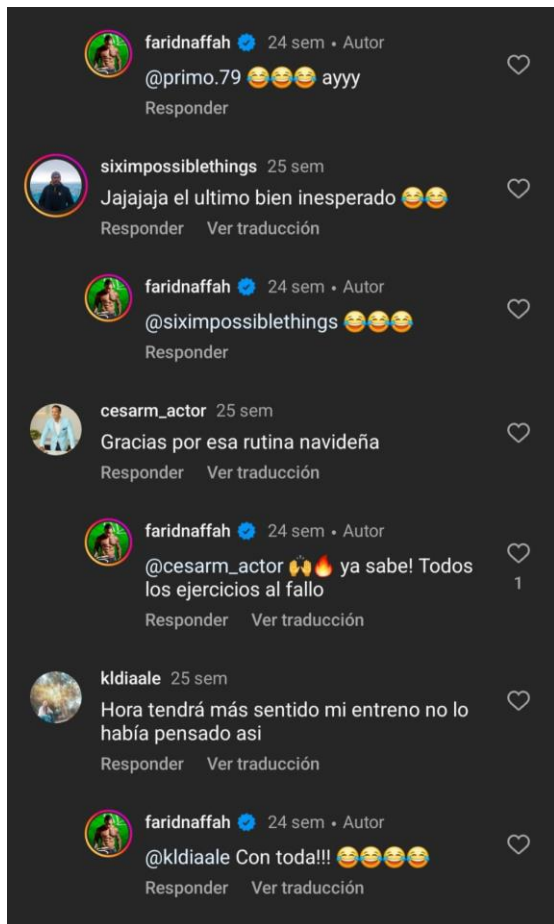 faridnaffah 24 sem • Autor
@primo.79 😂😂😂 ayyy
Responder
siximpossiblethings 25 sem
Jajajaja el ultimo bien inesperado 😂😂
Responder Ver traducción
faridnaffah 24 sem • Autor
@siximpossiblethings 😂😂😂
Responder
cesarm_actor 25 sem
Gracias por esa rutina navideña
Responder Ver traducción
faridnaffah 24 sem • Autor
@cesarm_actor 🙌🔥 ya sabe! Todos
los ejercicios al fallo
1
Responder Ver traducción
kldiaale 25 sem
Hora tendrá más sentido mi entreno no lo
había pensado asi
Responder Ver traducción
faridnaffah 24 sem • Autor
@kldiaale Con toda!!! 😂😂😂😂
Responder Ver traducción